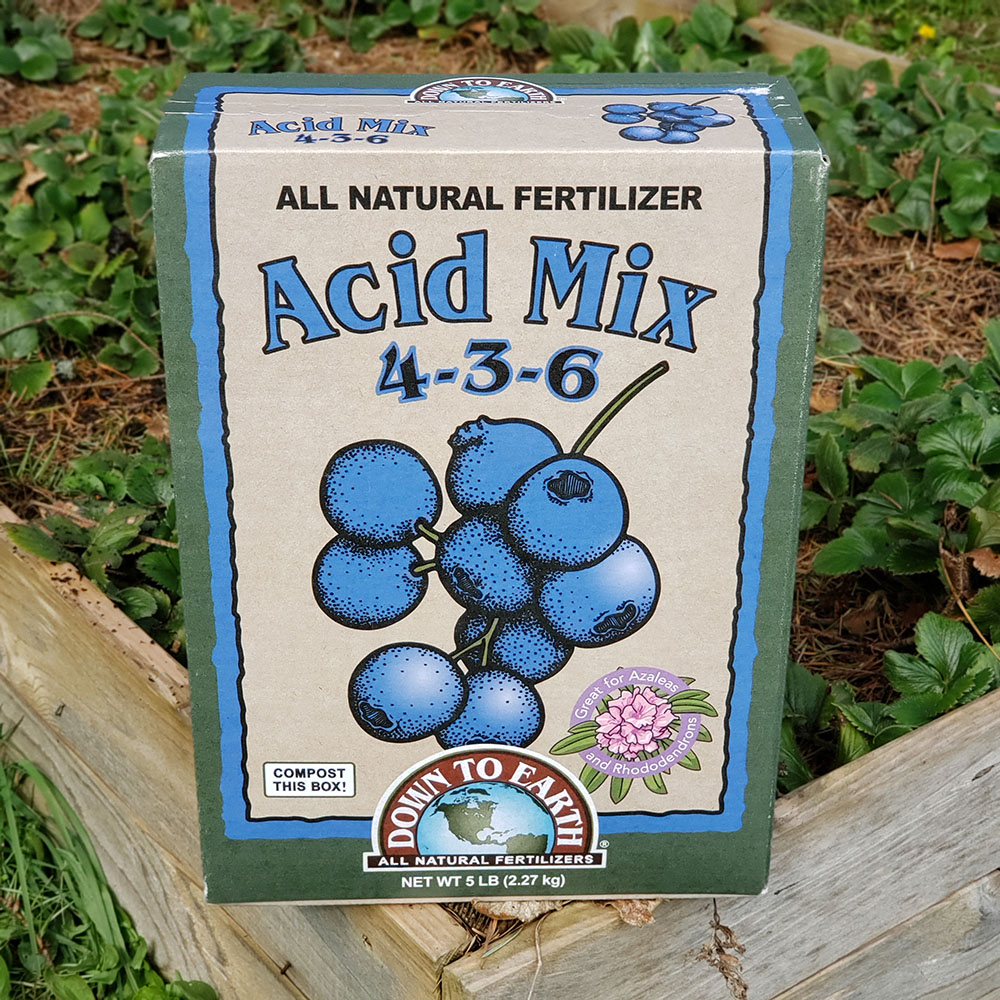 DOWN TO EARTH
Acid Mix
4-3-6
ALL NATURAL FERTILIZER
Acid Mix
4-3-6
Great for Azaleas
and Rhododendrons
COMPOST
THIS BOX!
DOWN TO EARTH
®
ALL NATURAL FERTILIZERS
NET WT 5 LB (2.27 kg)